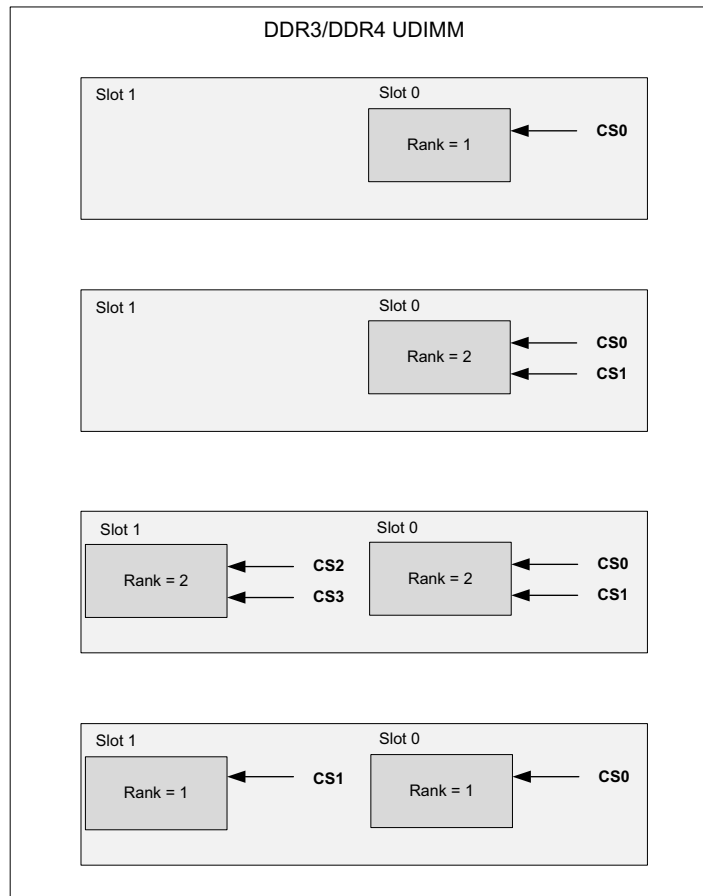 DDR3/DDR4 UDIMM
Slot 1
Slot 0
Rank = 1
CS0
Slot 1
Slot 0
Rank = 2
CS0
CS1
Slot 1
Slot 0
Rank = 2
CS2
CS3
Rank = 2
CS0
CS1
Slot 1
Slot 0
Rank = 1
CS1
Rank = 1
CS0